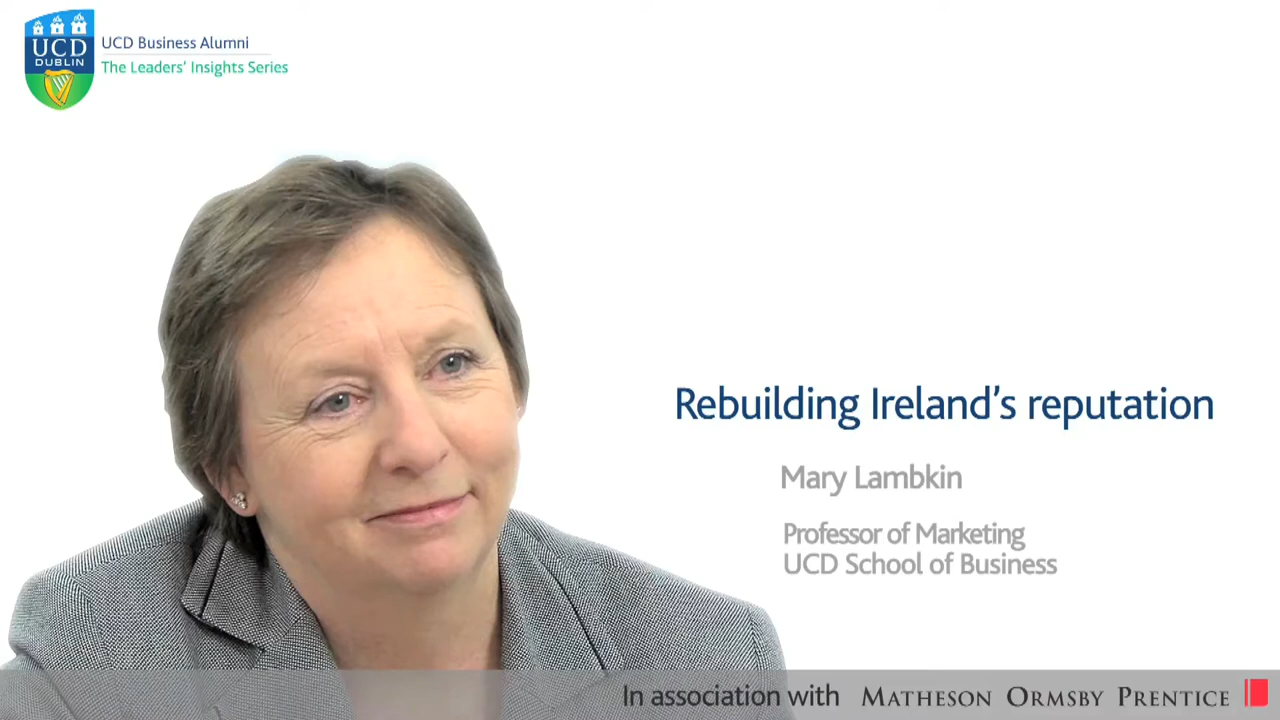 UCD
DUBLIN
UCD Business Alumni
The Leaders' Insights Series
Rebuilding Ireland's reputation
Mary Lambkin
Professor of Marketing
UCD School of Business
In association with MATHESON ORMSBY PRENTICE